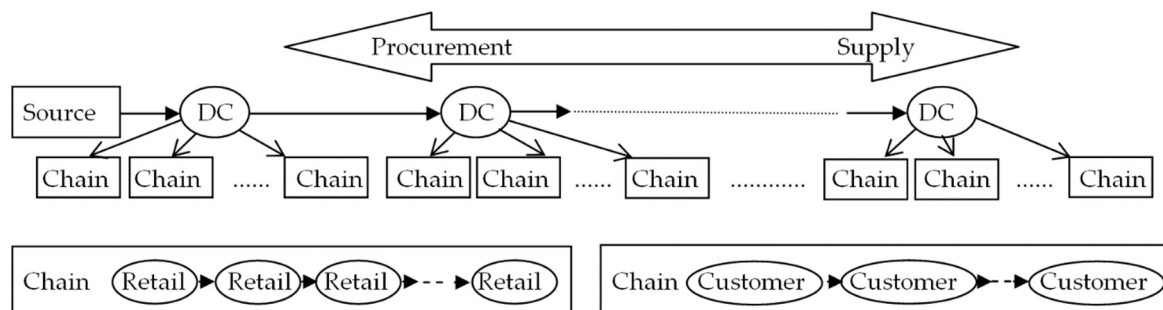 Procurement Supply
Source DC DC DC
Chain Chain ...... Chain Chain Chain ...... Chain ............ Chain Chain ...... Chain
Chain Retail Retail Retail Retail
Chain Customer Customer Customer